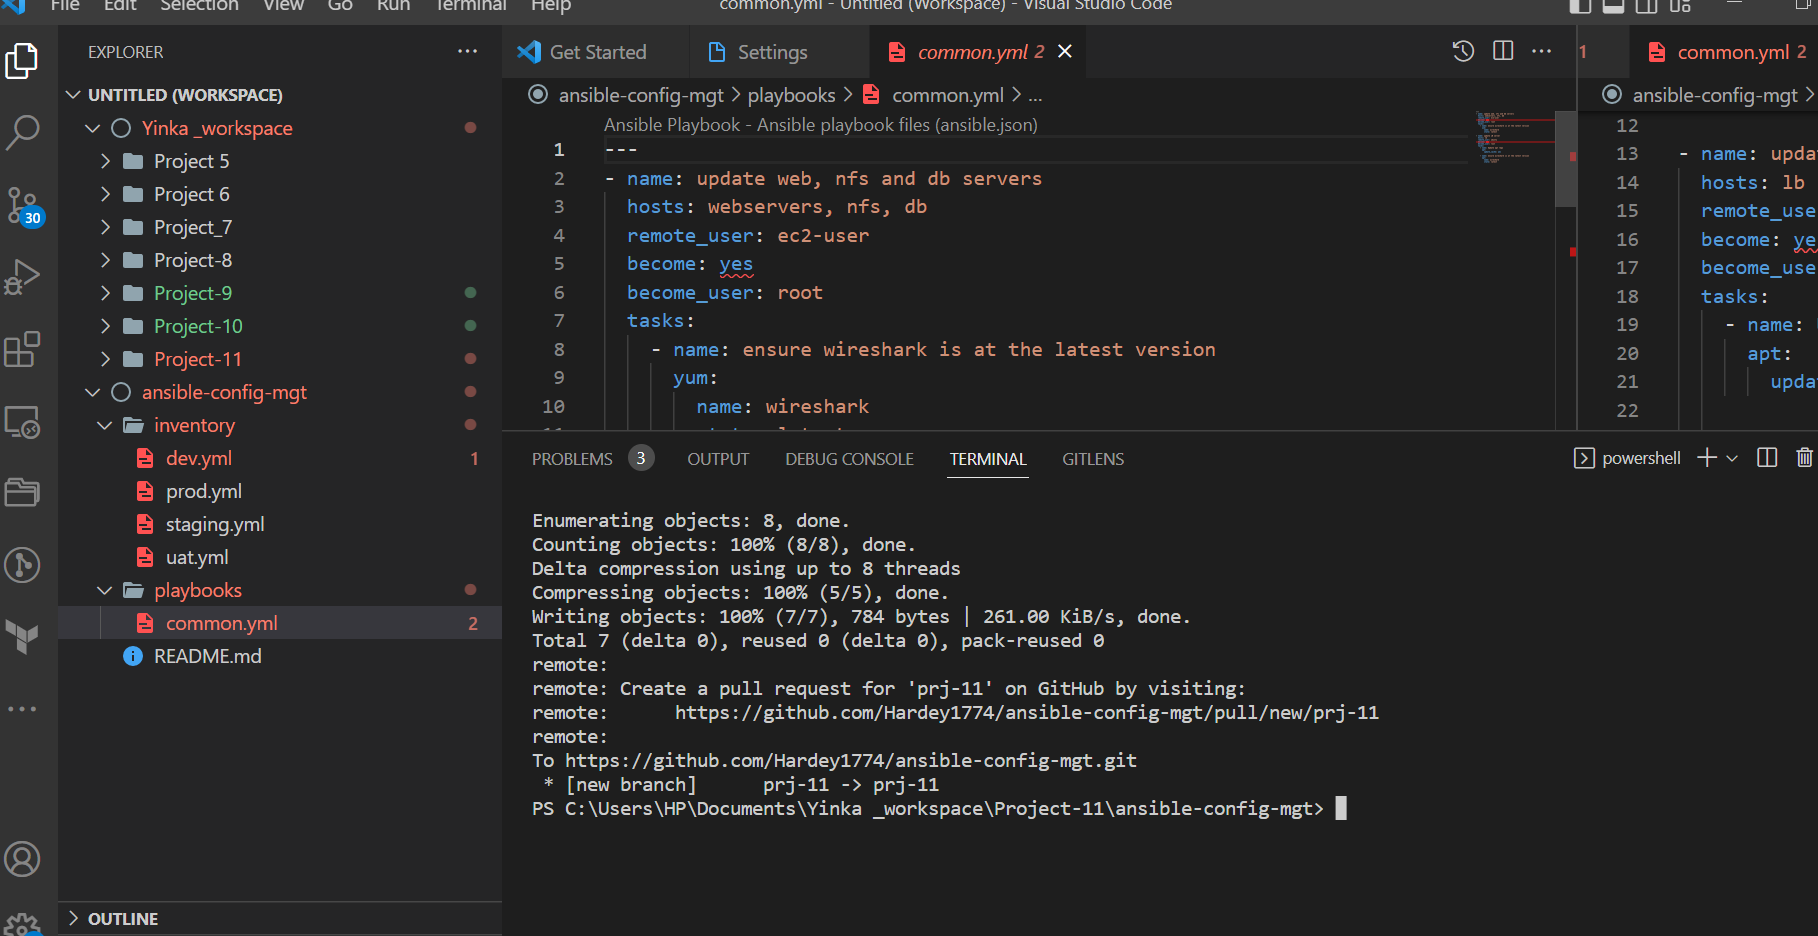 File Edit Selection View Go Run Terminal Help
common.yml - Untitled (Workspace) - Visual Studio Code
EXPLORER
UNTITLED (WORKSPACE)
Yinka _workspace
Project 5
Project 6
Project_7
Project-8
Project-9
Project-10
Project-11
ansible-config-mgt
inventory
dev.yml 1
prod.yml
staging.yml
uat.yml
playbooks
common.yml 2
README.md
OUTLINE
30
Get Started
Settings
common.yml 2
ansible-config-mgt > playbooks > common.yml > ...
Ansible Playbook - Ansible playbook files (ansible.json)
1 ---
2 - name: update web, nfs and db servers
3 hosts: webservers, nfs, db
4 remote_user: ec2-user
5 become: yes
6 become_user: root
7 tasks:
8 - name: ensure wireshark is at the latest version
9 yum:
10 name: wireshark
1 common.yml 2
ansible-config-mgt >
12
13 - name: upda
14 hosts: lb
15 remote_use
16 become: ye
17 become_use
18 tasks:
19 - name:
20 apt:
21 upda
22
PROBLEMS 3 OUTPUT DEBUG CONSOLE TERMINAL GITLENS
powershell
Enumerating objects: 8, done.
Counting objects: 100% (8/8), done.
Delta compression using up to 8 threads
Compressing objects: 100% (5/5), done.
Writing objects: 100% (7/7), 784 bytes | 261.00 KiB/s, done.
Total 7 (delta 0), reused 0 (delta 0), pack-reused 0
remote:
remote: Create a pull request for 'prj-11' on GitHub by visiting:
remote: https://github.com/Hardey1774/ansible-config-mgt/pull/new/prj-11
remote:
To https://github.com/Hardey1774/ansible-config-mgt.git
* [new branch] prj-11 -> prj-11
PS C:\Users\HP\Documents\Yinka _workspace\Project-11\ansible-config-mgt>